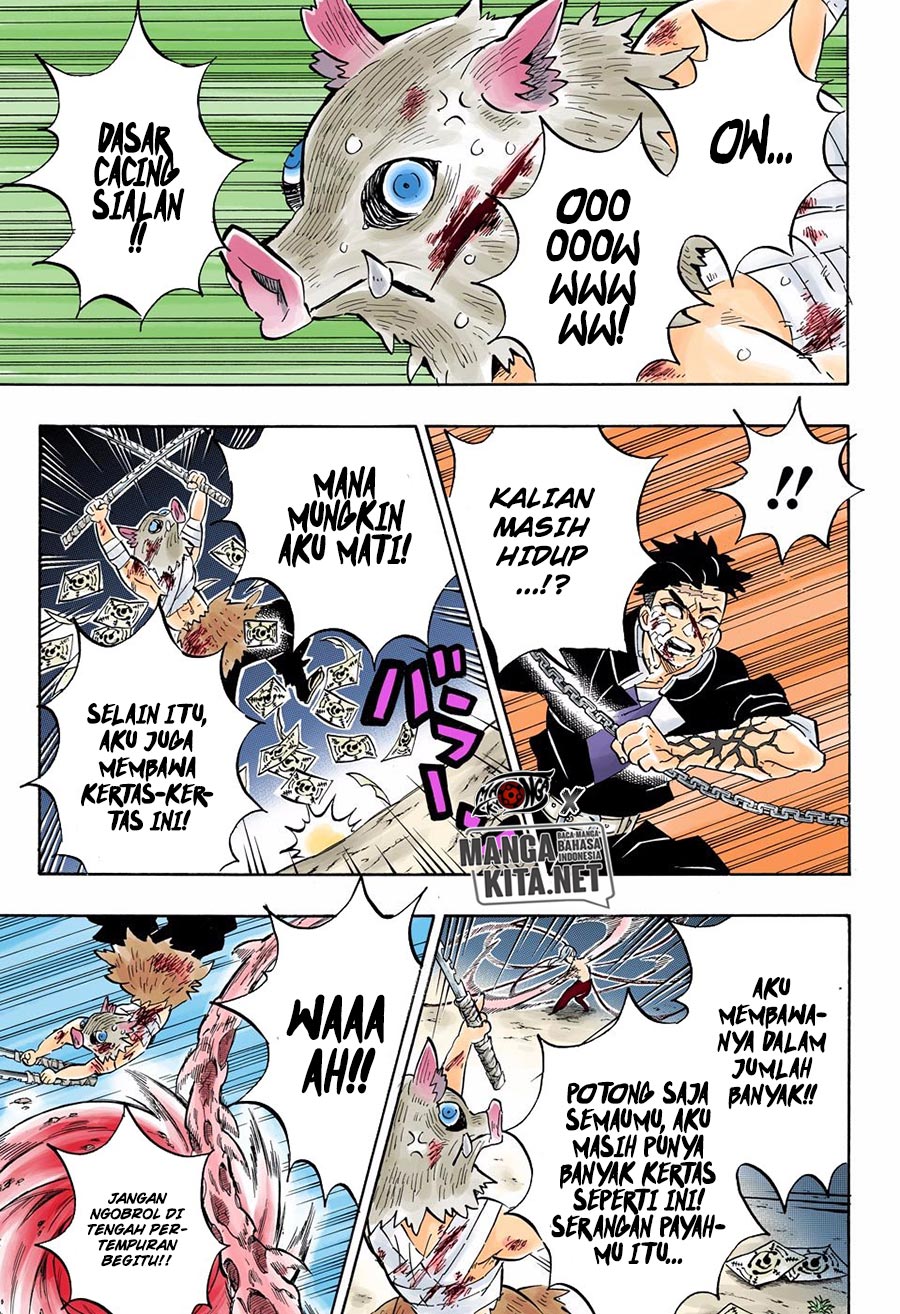 OW...
OOO
OOOW
WWW
WW!
DASAR
CACING
SIALAN
!!
!!
KALIAN
MASIH
HIDUP
...!?
MANA
MUNGKIN
AKU MATI!
SELAIN ITU,
AKU JUGA
MEMBAWA
KERTAS-KER-
TAS INI!
バンフー
X
MANGA
BACA MANGA
BAHASA
INDONESIA
KITA.NET
AKU
MEMBAWA-
NYA DALAM
JUMLAH
BANYAK!!
POTONG SAJA
SEMAUMU, AKU
MASIH PUNYA
BANYAK KERTAS
SEPERTI INI!
SERANGAN PAYAH-
MU ITU...
WAAA
AH!!
JANGAN
NGOBROL DI
TENGAH PER-
TEMPURAN
BEGITU!!